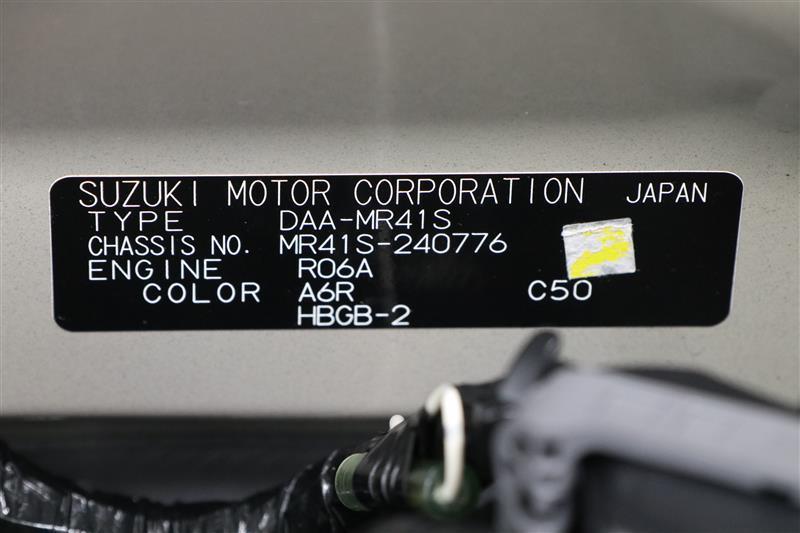 SUZUKI MOTOR CORPORATION JAPAN
TYPE DAA-MR41S
CHASSIS NO. MR41S-240776
ENGINE R06A
COLOR A6R C50
HBGB-2